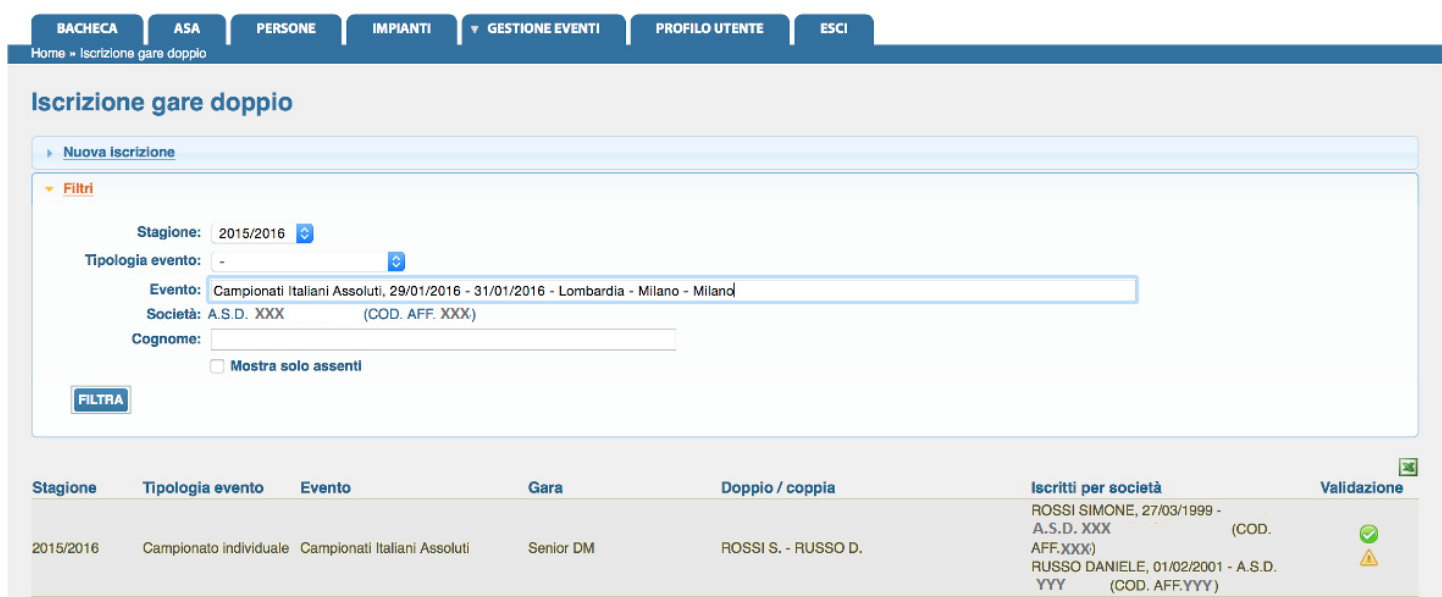 BACHECA ASA PERSONE IMPIANTI GESTIONE EVENTI PROFILO UTENTE ESCI
Home » Iscrizione gare doppio
Iscrizione gare doppio
Nuova iscrizione
Filtri
Stagione: 2015/2016
Tipologia evento: -
Evento: Campionati Italiani Assoluti, 29/01/2016 - 31/01/2016 - Lombardia - Milano - Milano
Società: A.S.D. XXX (COD. AFF. XXX)
Cognome:
Mostra solo assenti
FILTRA
Stagione Tipologia evento Evento Gara Doppio / coppia Iscritti per società Validazione
ROSSI SIMONE, 27/03/1999 -
A.S.D. XXX (COD.
2015/2016 Campionato individuale Campionati Italiani Assoluti Senior DM ROSSI S. - RUSSO D. AFF.XXX)
RUSSO DANIELE, 01/02/2001 - A.S.D.
YYY (COD. AFF.YYY)